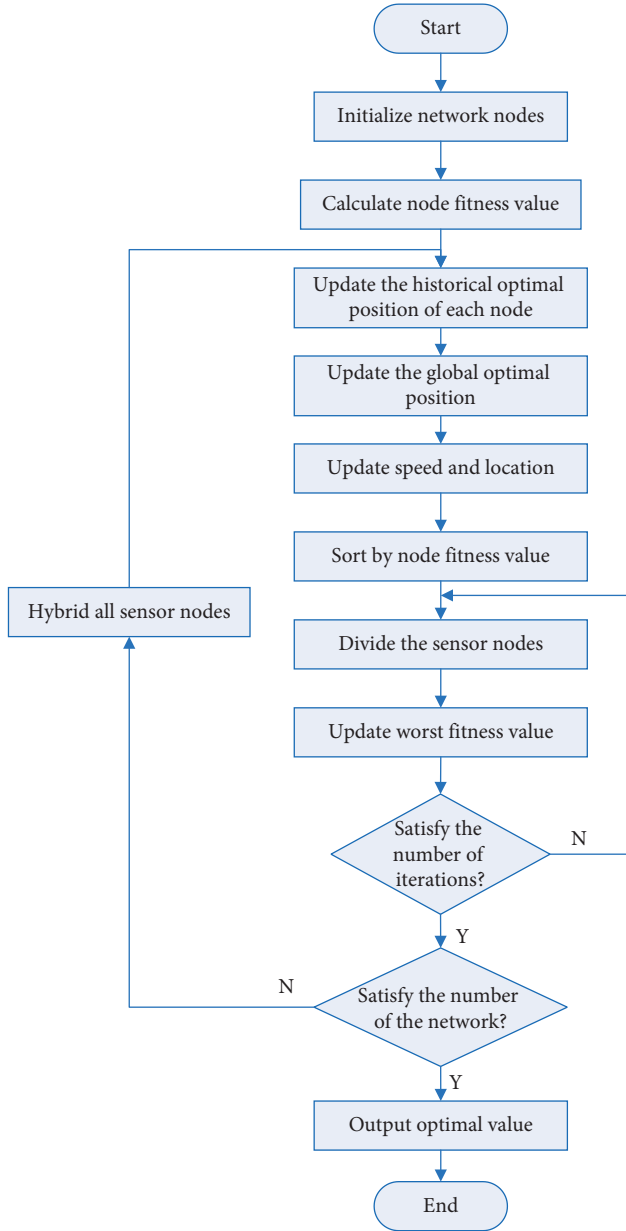 Start
Initialize network nodes
Calculate node fitness value
Update the historical optimal
position of each node
Update the global optimal
position
Update speed and location
Sort by node fitness value
Hybrid all sensor nodes
Divide the sensor nodes
Update worst fitness value
Satisfy the
number of
iterations?
N
Y
Satisfy the number
of the network?
N
Y
Output optimal value
End